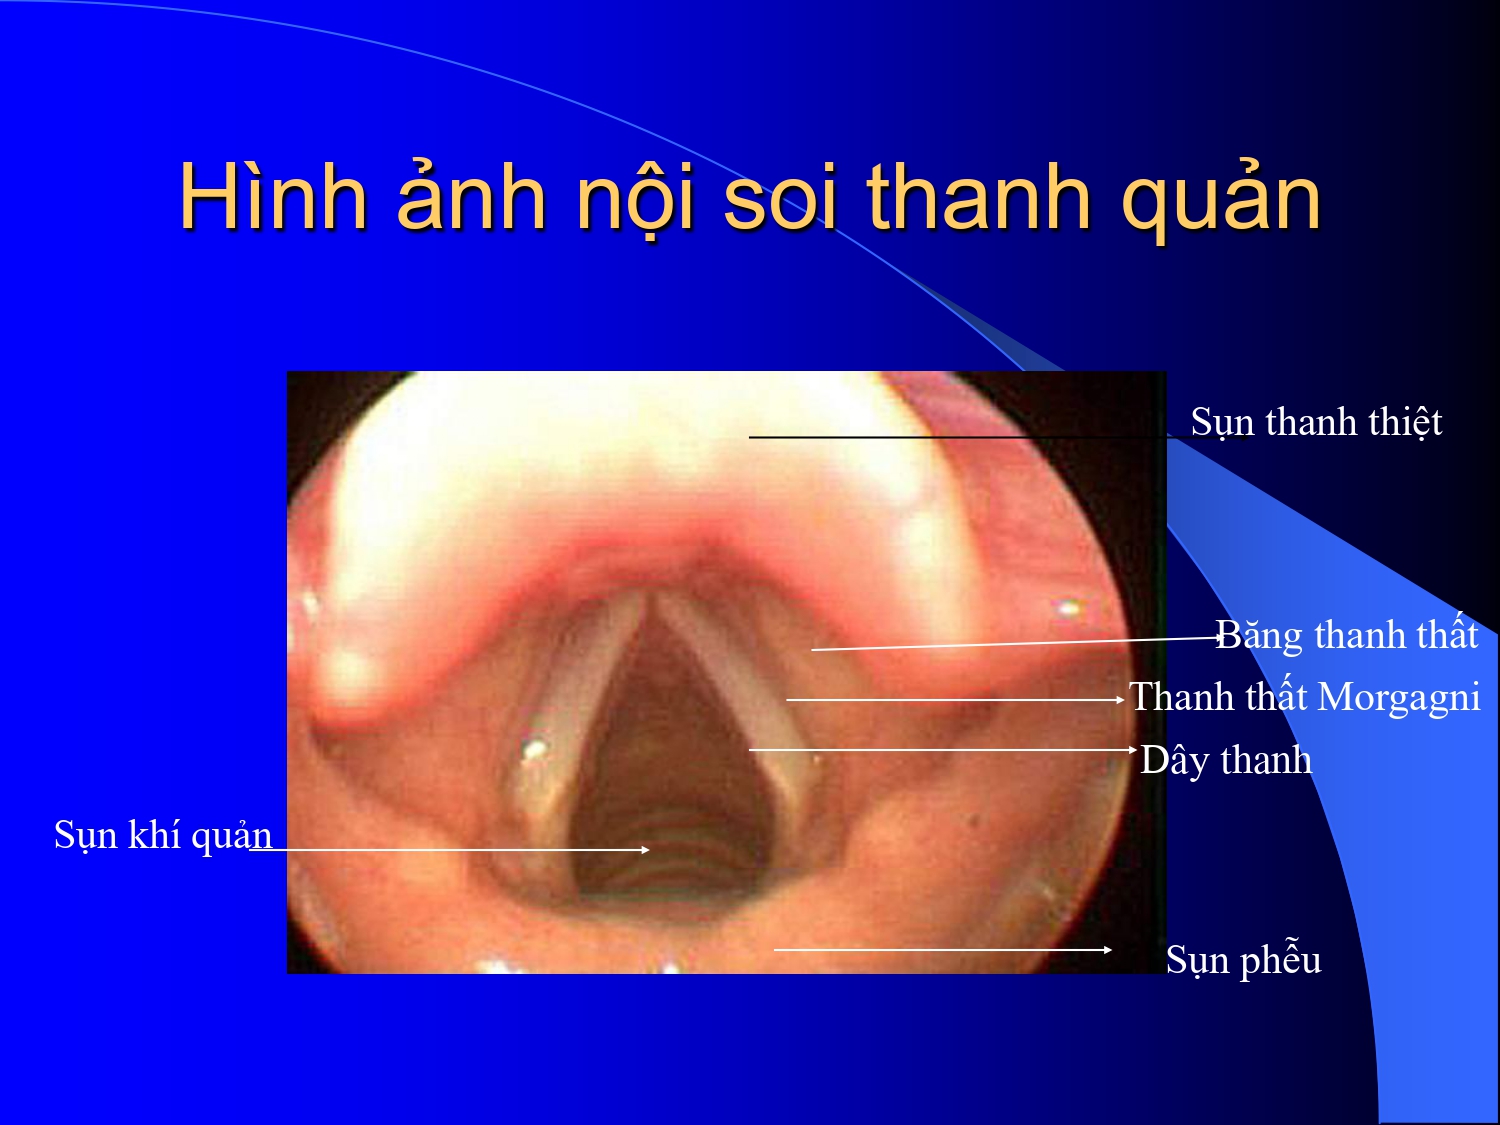 Hình ảnh nội soi thanh quản
Sụn thanh thiệt
Băng thanh thất
Thanh thất Morgagni
Dây thanh
Sụn khí quản
Sụn phễu